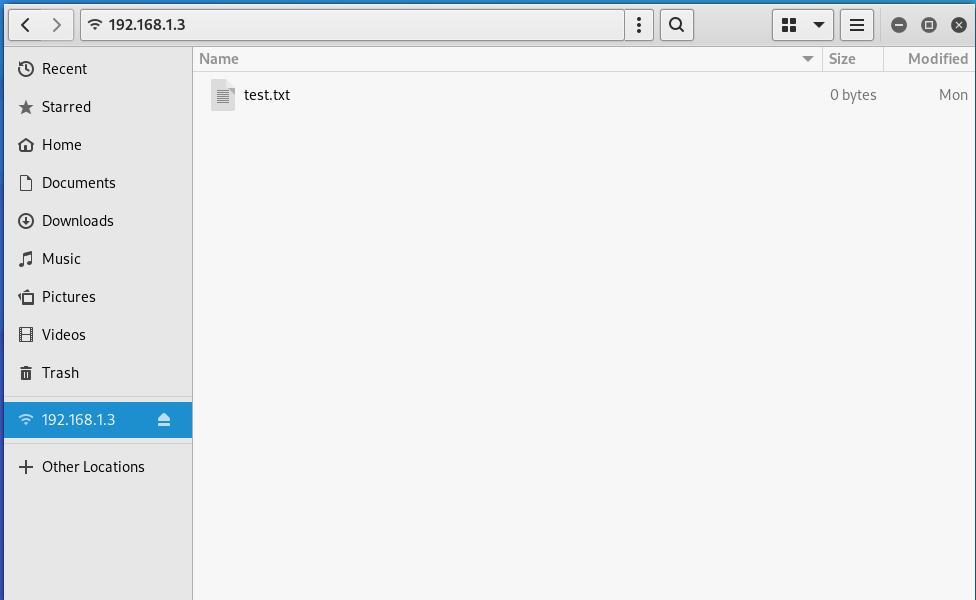 192.168.1.3
Recent
Starred
Home
Documents
Downloads
Music
Pictures
Videos
Trash
192.168.1.3
Other Locations
Name Size Modified
test.txt 0 bytes Mon